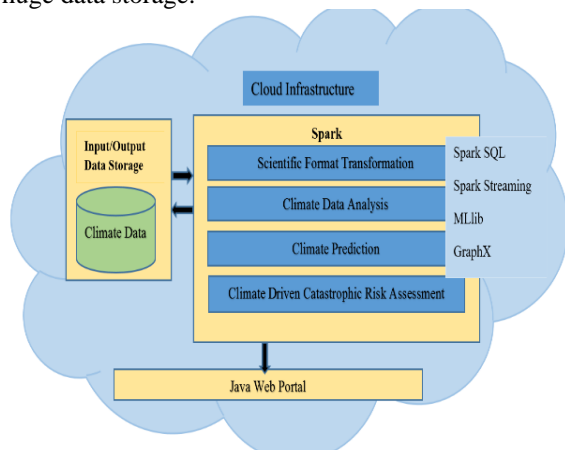 huge data storage.
Cloud Infrastructure
Input/Output
Data Storage
Climate Data
Spark
Scientific Format Transformation
Climate Data Analysis
Climate Prediction
Climate Driven Catastrophic Risk Assessment
Spark SQL
Spark Streaming
MLlib
GraphX
Java Web Portal